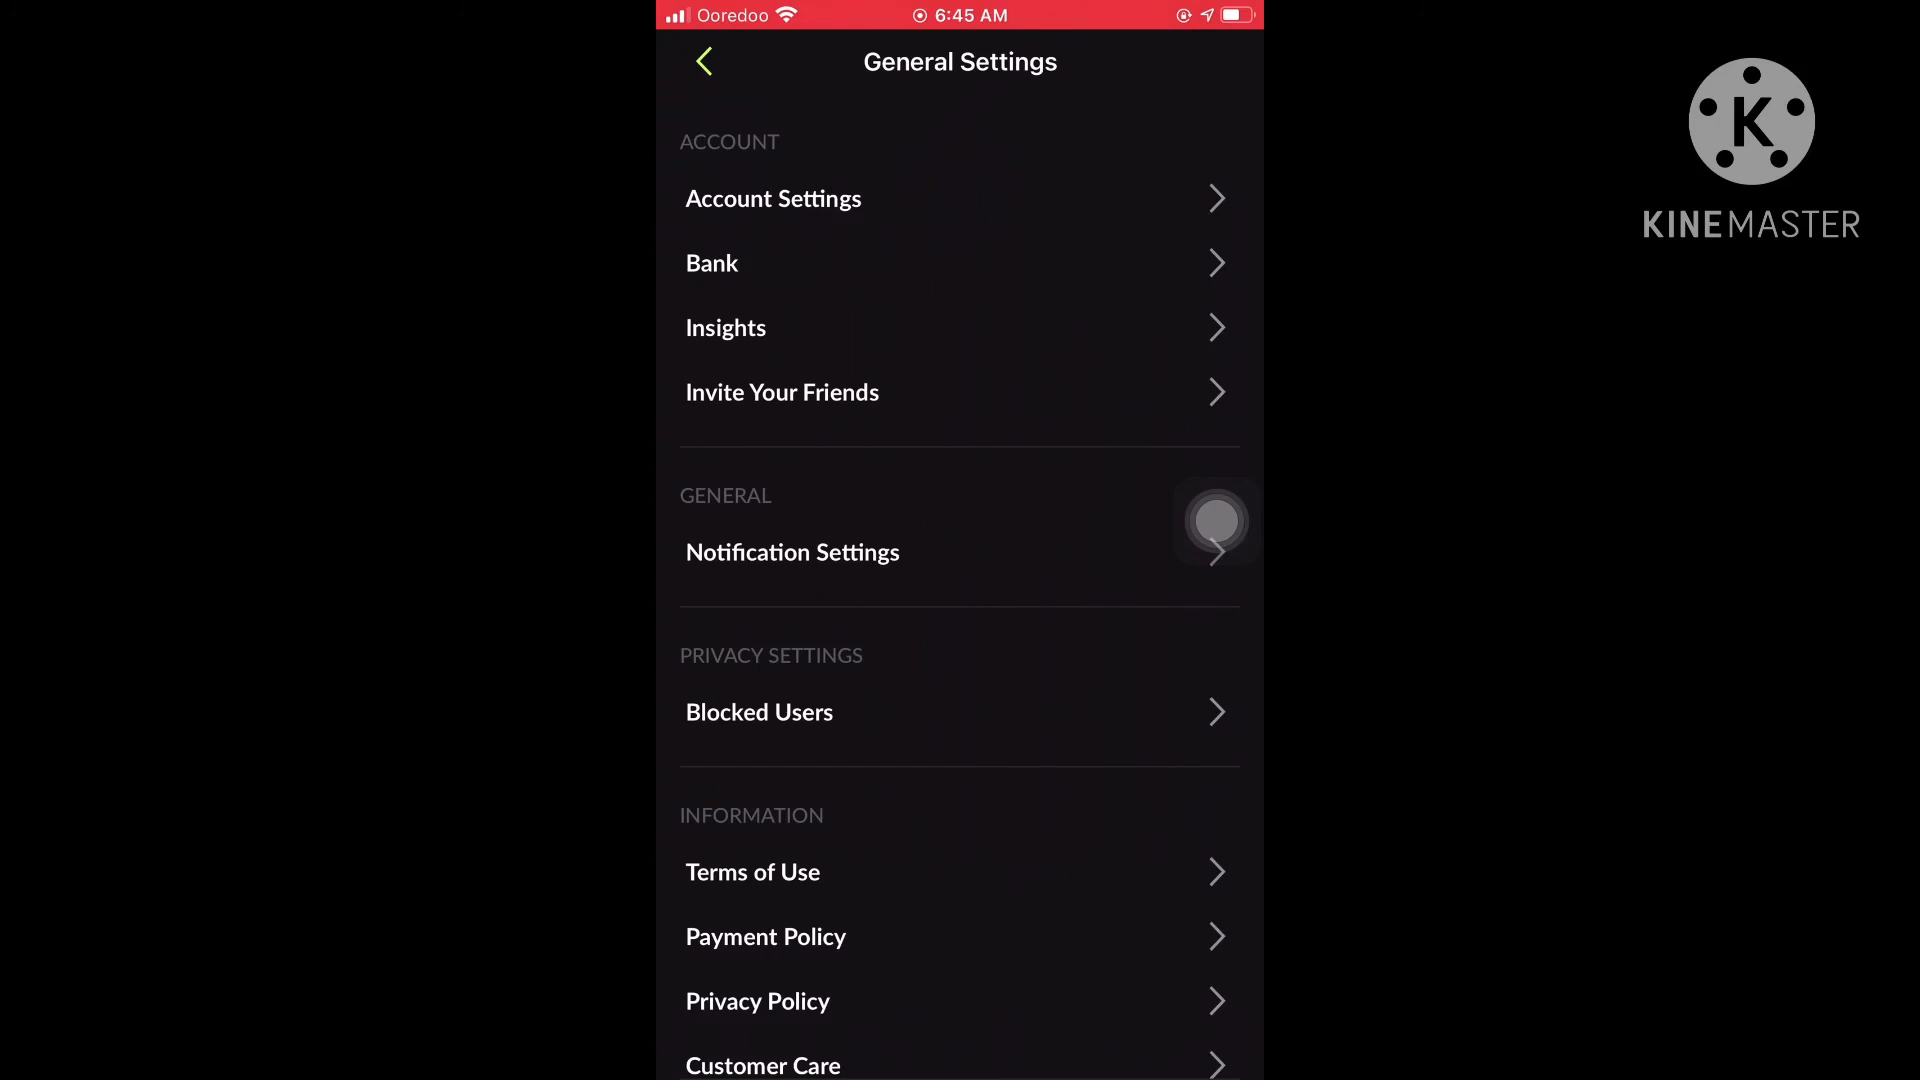 Ooredoo 6:45 AM
General Settings
ACCOUNT
Account Settings
Bank
Insights
Invite Your Friends
GENERAL
Notification Settings
PRIVACY SETTINGS
Blocked Users
INFORMATION
Terms of Use
Payment Policy
Privacy Policy
Customer Care
K
KINEMASTER